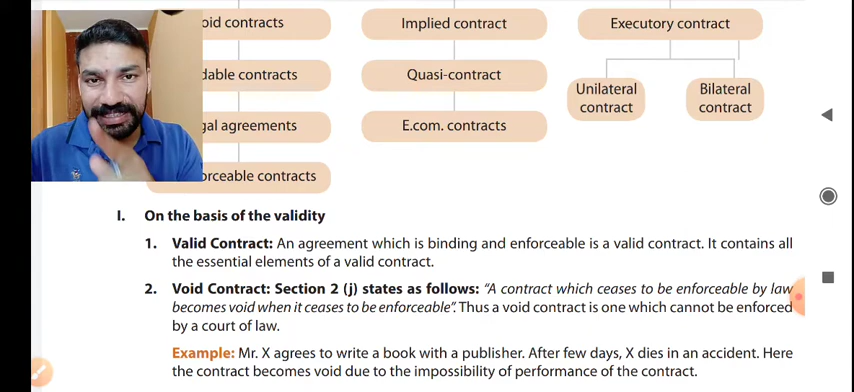 oid contracts
Implied contract
Executory contract
dable contracts
Quasi-contract
Unilateral
contract
Bilateral
contract
gal agreements
E.com. contracts
orceable contracts
I. On the basis of the validity
1. Valid Contract: An agreement which is binding and enforceable is a valid contract. It contains all
the essential elements of a valid contract.
2. Void Contract: Section 2 (j) states as follows: “A contract which ceases to be enforceable by law
becomes void when it ceases to be enforceable”. Thus a void contract is one which cannot be enforced
by a court of law.
Example: Mr. X agrees to write a book with a publisher. After few days, X dies in an accident. Here
the contract becomes void due to the impossibility of performance of the contract.